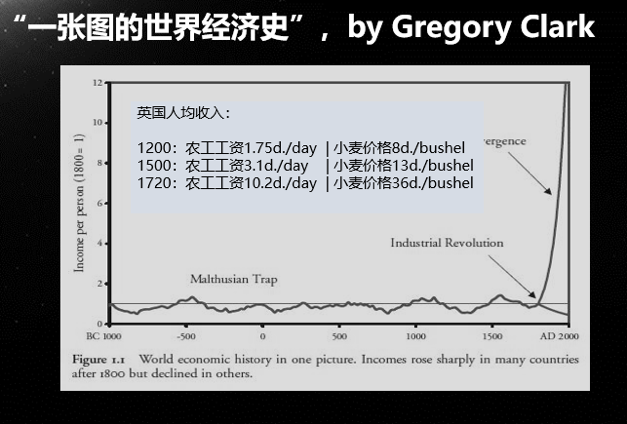 “一张图的世界经济史”，by Gregory Clark
12
10
8
6
4
2
0
Income per person (1800 = 1)
英国人均收入：
1200：农工工资1.75d./day | 小麦价格8d./bushel
1500：农工工资3.1d./day | 小麦价格13d./bushel
1720：农工工资10.2d./day | 小麦价格36d./bushel
Industrial Revolution
Malthusian Trap
BC 1000 -500 0 500 1000 1500 AD 2000
Figure 1.1 World economic history in one picture. Incomes rose sharply in many countries
after 1800 but declined in others.